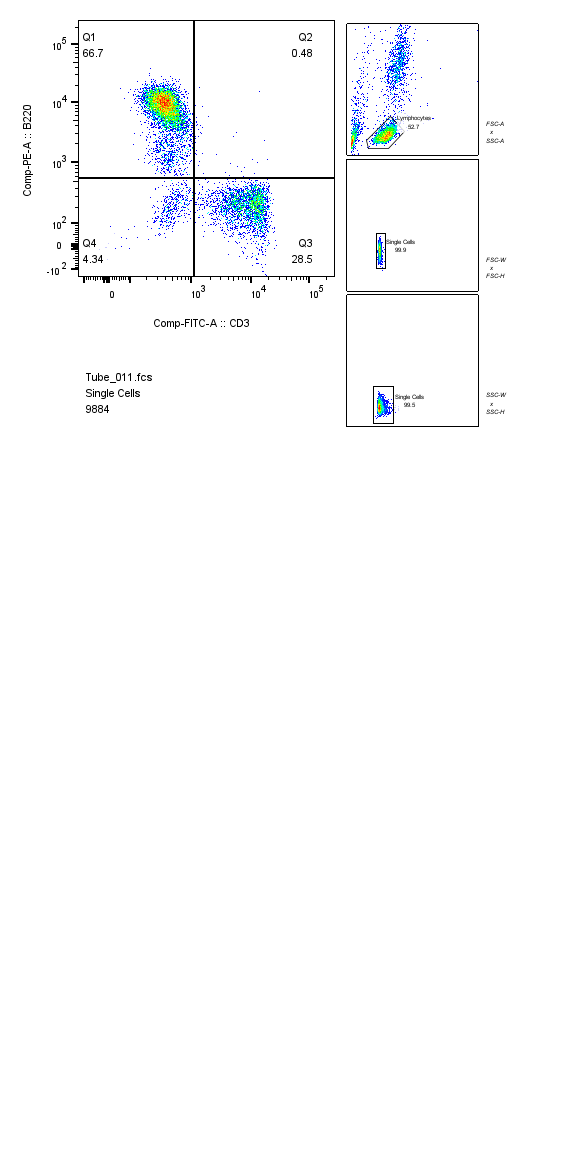 Q1
66.7
Q2
0.48
Q4
4.34
Q3
28.5
10^5
10^4
10^3
10^2
0
-10^2
0
10^3
10^4
10^5
Comp-PE-A :: B220
Comp-FITC-A :: CD3
Tube_011.fcs
Single Cells
9884
Lymphocytes
52.7
FSC-A
x
SSC-A
Single Cells
99.9
FSC-W
x
FSC-H
Single Cells
99.5
SSC-W
x
SSC-H